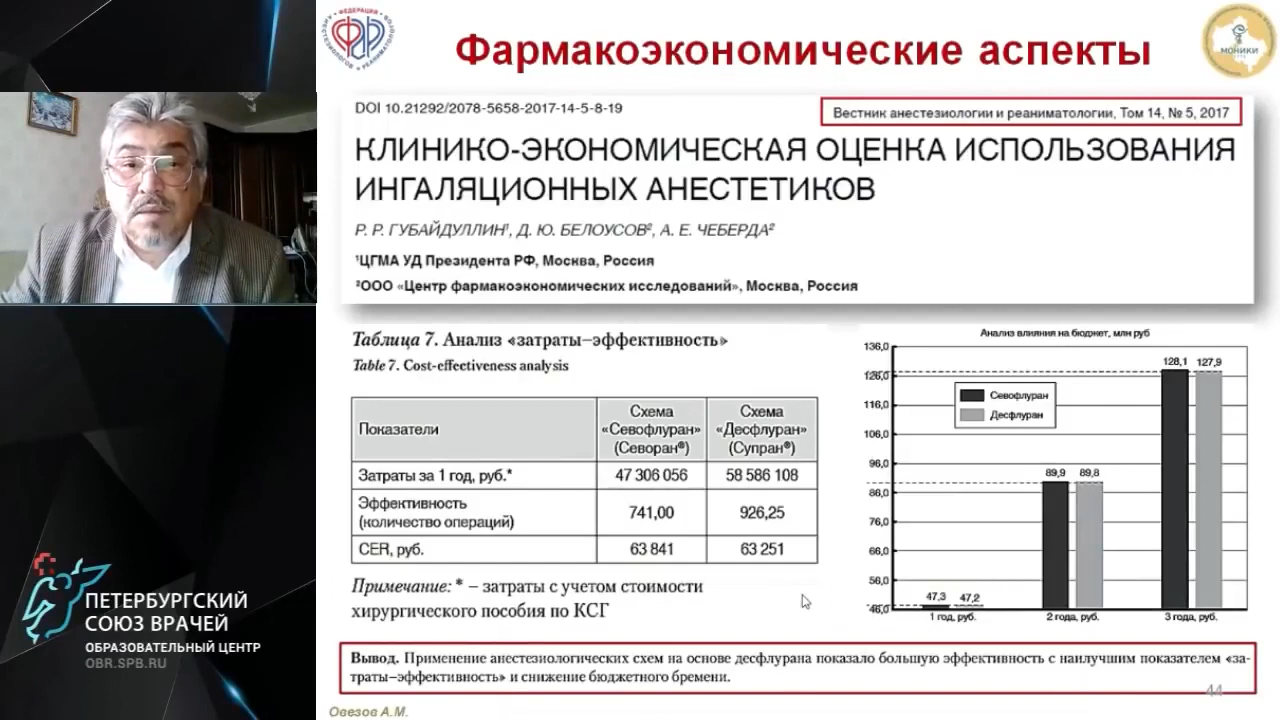 Фармакоэкономические аспекты
ФЕДЕРАЦИЯ
АНЕСТЕЗИОЛОГОВ
РЕАНИМАТОЛОГОВ
МОНИКИ
DOI 10.21292/2078-5658-2017-14-5-8-19
Вестник анестезиологии и реаниматологии, Том 14, № 5, 2017
КЛИНИКО-ЭКОНОМИЧЕСКАЯ ОЦЕНКА ИСПОЛЬЗОВАНИЯ
ИНГАЛЯЦИОННЫХ АНЕСТЕТИКОВ
Р. Р. ГУБАЙДУЛЛИН¹, Д. Ю. БЕЛОУСОВ², А. Е. ЧЕБЕРДА²
¹ЦГМА УД Президента РФ, Москва, Россия
²ООО «Центр фармакоэкономических исследований», Москва, Россия
Таблица 7. Анализ «затраты–эффективность»
Table 7. Cost-effectiveness analysis
Показатели
Схема «Севофлуран» (Севоран®)
Схема «Десфлуран» (Супран®)
Затраты за 1 год, руб.* 47 306 056 58 586 108
Эффективность (количество операций) 741,00 926,25
CER, руб. 63 841 63 251
Примечание: * – затраты с учетом стоимости
хирургического пособия по КСГ
Анализ влияния на бюджет, млн руб
136,0
126,0
116,0
106,0
96,0
86,0
76,0
66,0
56,0
46,0
Севофлуран
Десфлуран
47,3 47,2
89,9 89,8
128,1 127,9
1 год, руб. 2 года, руб. 3 года, руб.
Вывод. Применение анестезиологических схем на основе десфлурана показало большую эффективность с наилучшим показателем «за-
траты–эффективность» и снижение бюджетного бремени.
44
Овезов А.М.
ПЕТЕРБУРГСКИЙ
СОЮЗ ВРАЧЕЙ
ОБРАЗОВАТЕЛЬНЫЙ ЦЕНТР
OBR.SPB.RU